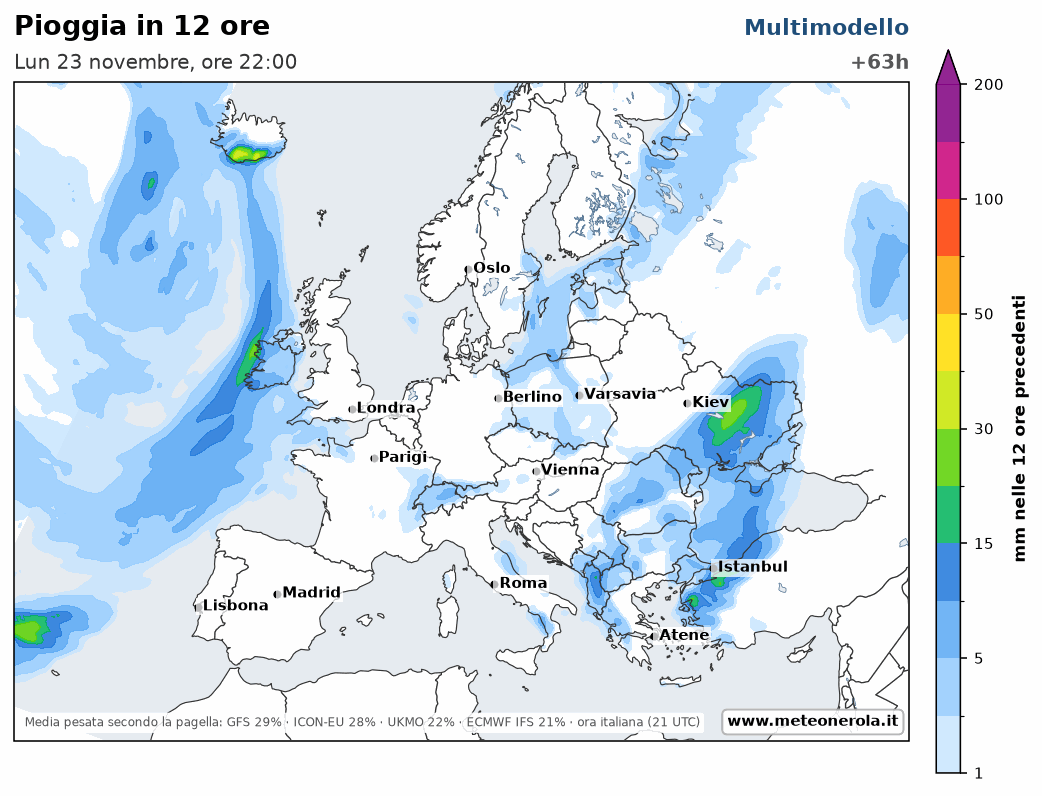 Pioggia in 12 ore
Multimodello
Lun 23 novembre, ore 22:00
+63h
200
100
50
30
15
5
1
mm nelle 12 ore precedenti
Oslo
Berlino
Varsavia
Kiev
Londra
Parigi
Vienna
Istanbul
Roma
Madrid
Lisbona
Atene
Media pesata secondo la pagella: GFS 29% · ICON-EU 28% · UKMO 22% · ECMWF IFS 21% · ora italiana (21 UTC)
www.meteonerola.it